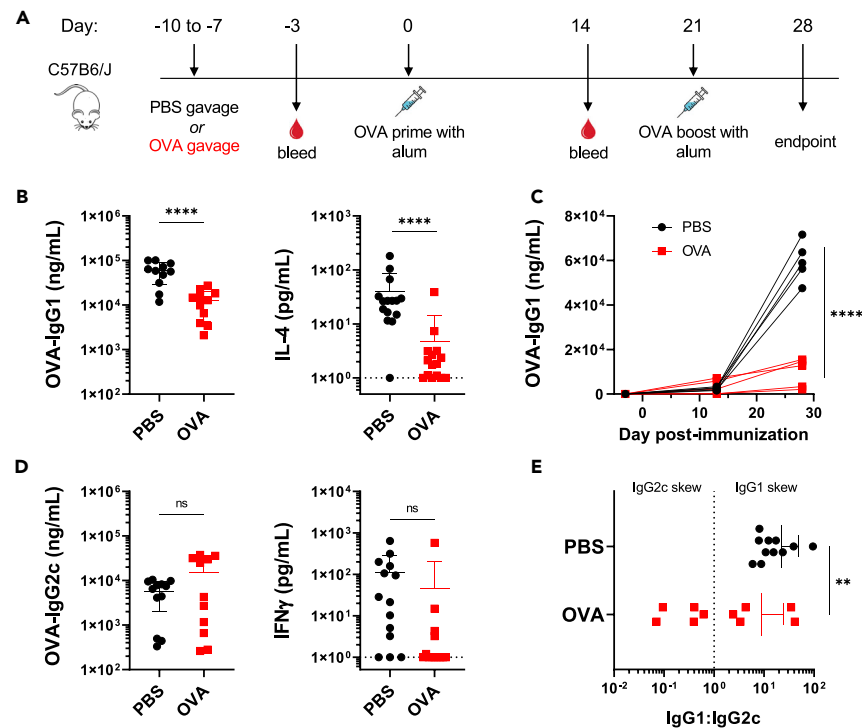 A
Day: -10 to -7 -3 0 14 21 28
C57B6/J
PBS gavage
or
OVA gavage
bleed
OVA prime with
alum
bleed
OVA boost with
alum
endpoint
B
OVA-IgG1 (ng/mL)
1×10⁶
1×10⁵
1×10⁴
1×10³
1×10²
****
PBS OVA
IL-4 (pg/mL)
1×10³
1×10²
1×10¹
1×10⁰
****
PBS OVA
C
OVA-IgG1 (ng/mL)
8×10⁴
6×10⁴
4×10⁴
2×10⁴
0
PBS
OVA
****
0 10 20 30
Day post-immunization
D
OVA-IgG2c (ng/mL)
1×10⁶
1×10⁵
1×10⁴
1×10³
1×10²
ns
PBS OVA
IFNγ (pg/mL)
1×10⁴
1×10³
1×10²
1×10¹
1×10⁰
ns
PBS OVA
E
IgG2c skew IgG1 skew
PBS
OVA
**
10⁻² 10⁻¹ 10⁰ 10¹ 10²
IgG1:IgG2c